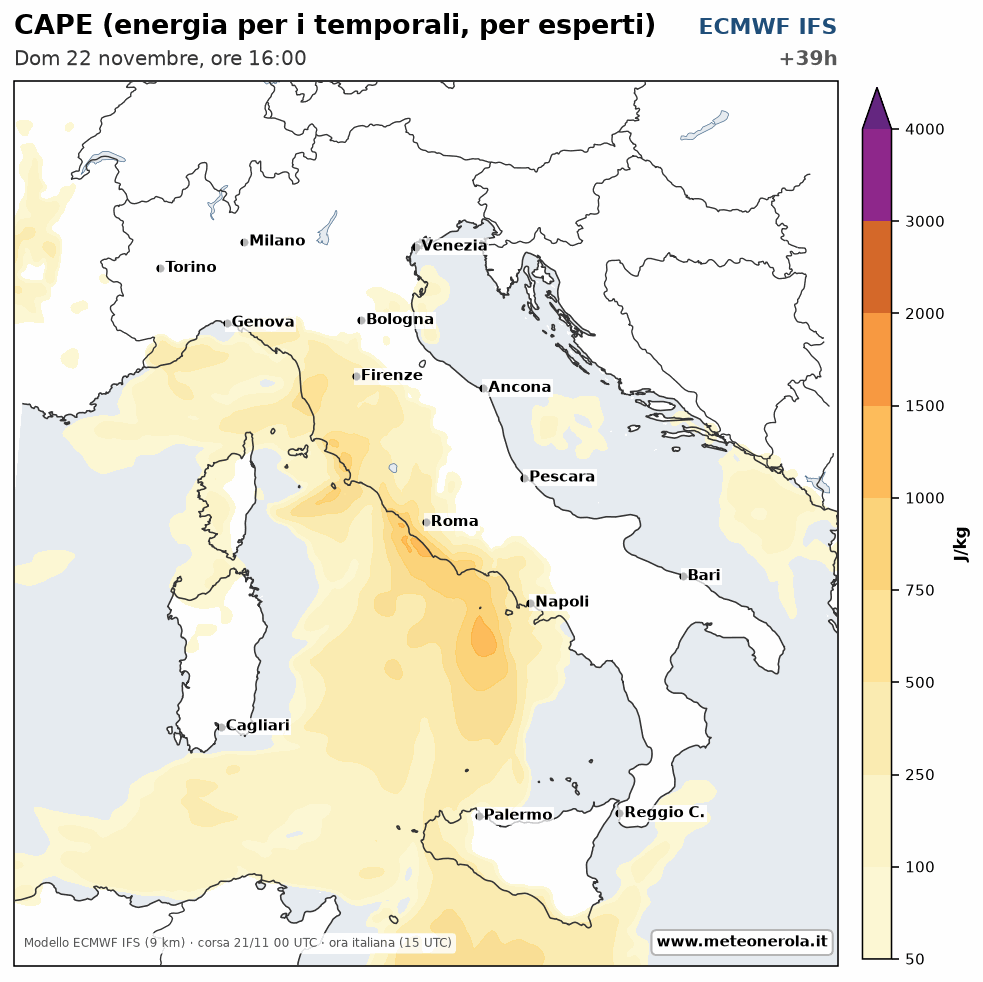 CAPE (energia per i temporali, per esperti)
ECMWF IFS
Dom 22 novembre, ore 16:00
+39h
4000
3000
2000
1500
1000
750
500
250
100
50
J/kg
Milano
Venezia
Torino
Genova
Bologna
Firenze
Ancona
Pescara
Roma
Bari
Napoli
Cagliari
Palermo
Reggio C.
Modello ECMWF IFS (9 km) · corsa 21/11 00 UTC · ora italiana (15 UTC)
www.meteonerola.it